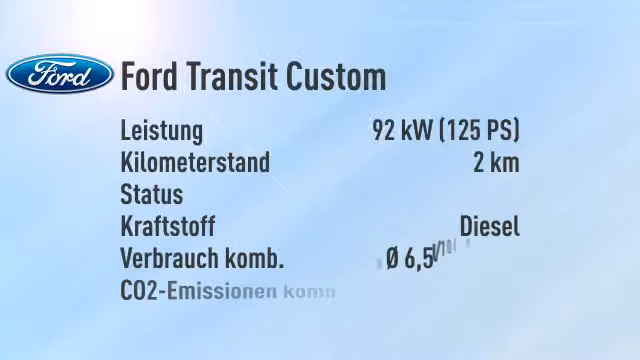 Ford
Ford Transit Custom
Leistung 92 kW (125 PS)
Kilometerstand 2 km
Status
Kraftstoff Diesel
Verbrauch komb. Ø 6,5
CO2-Emissionen komb